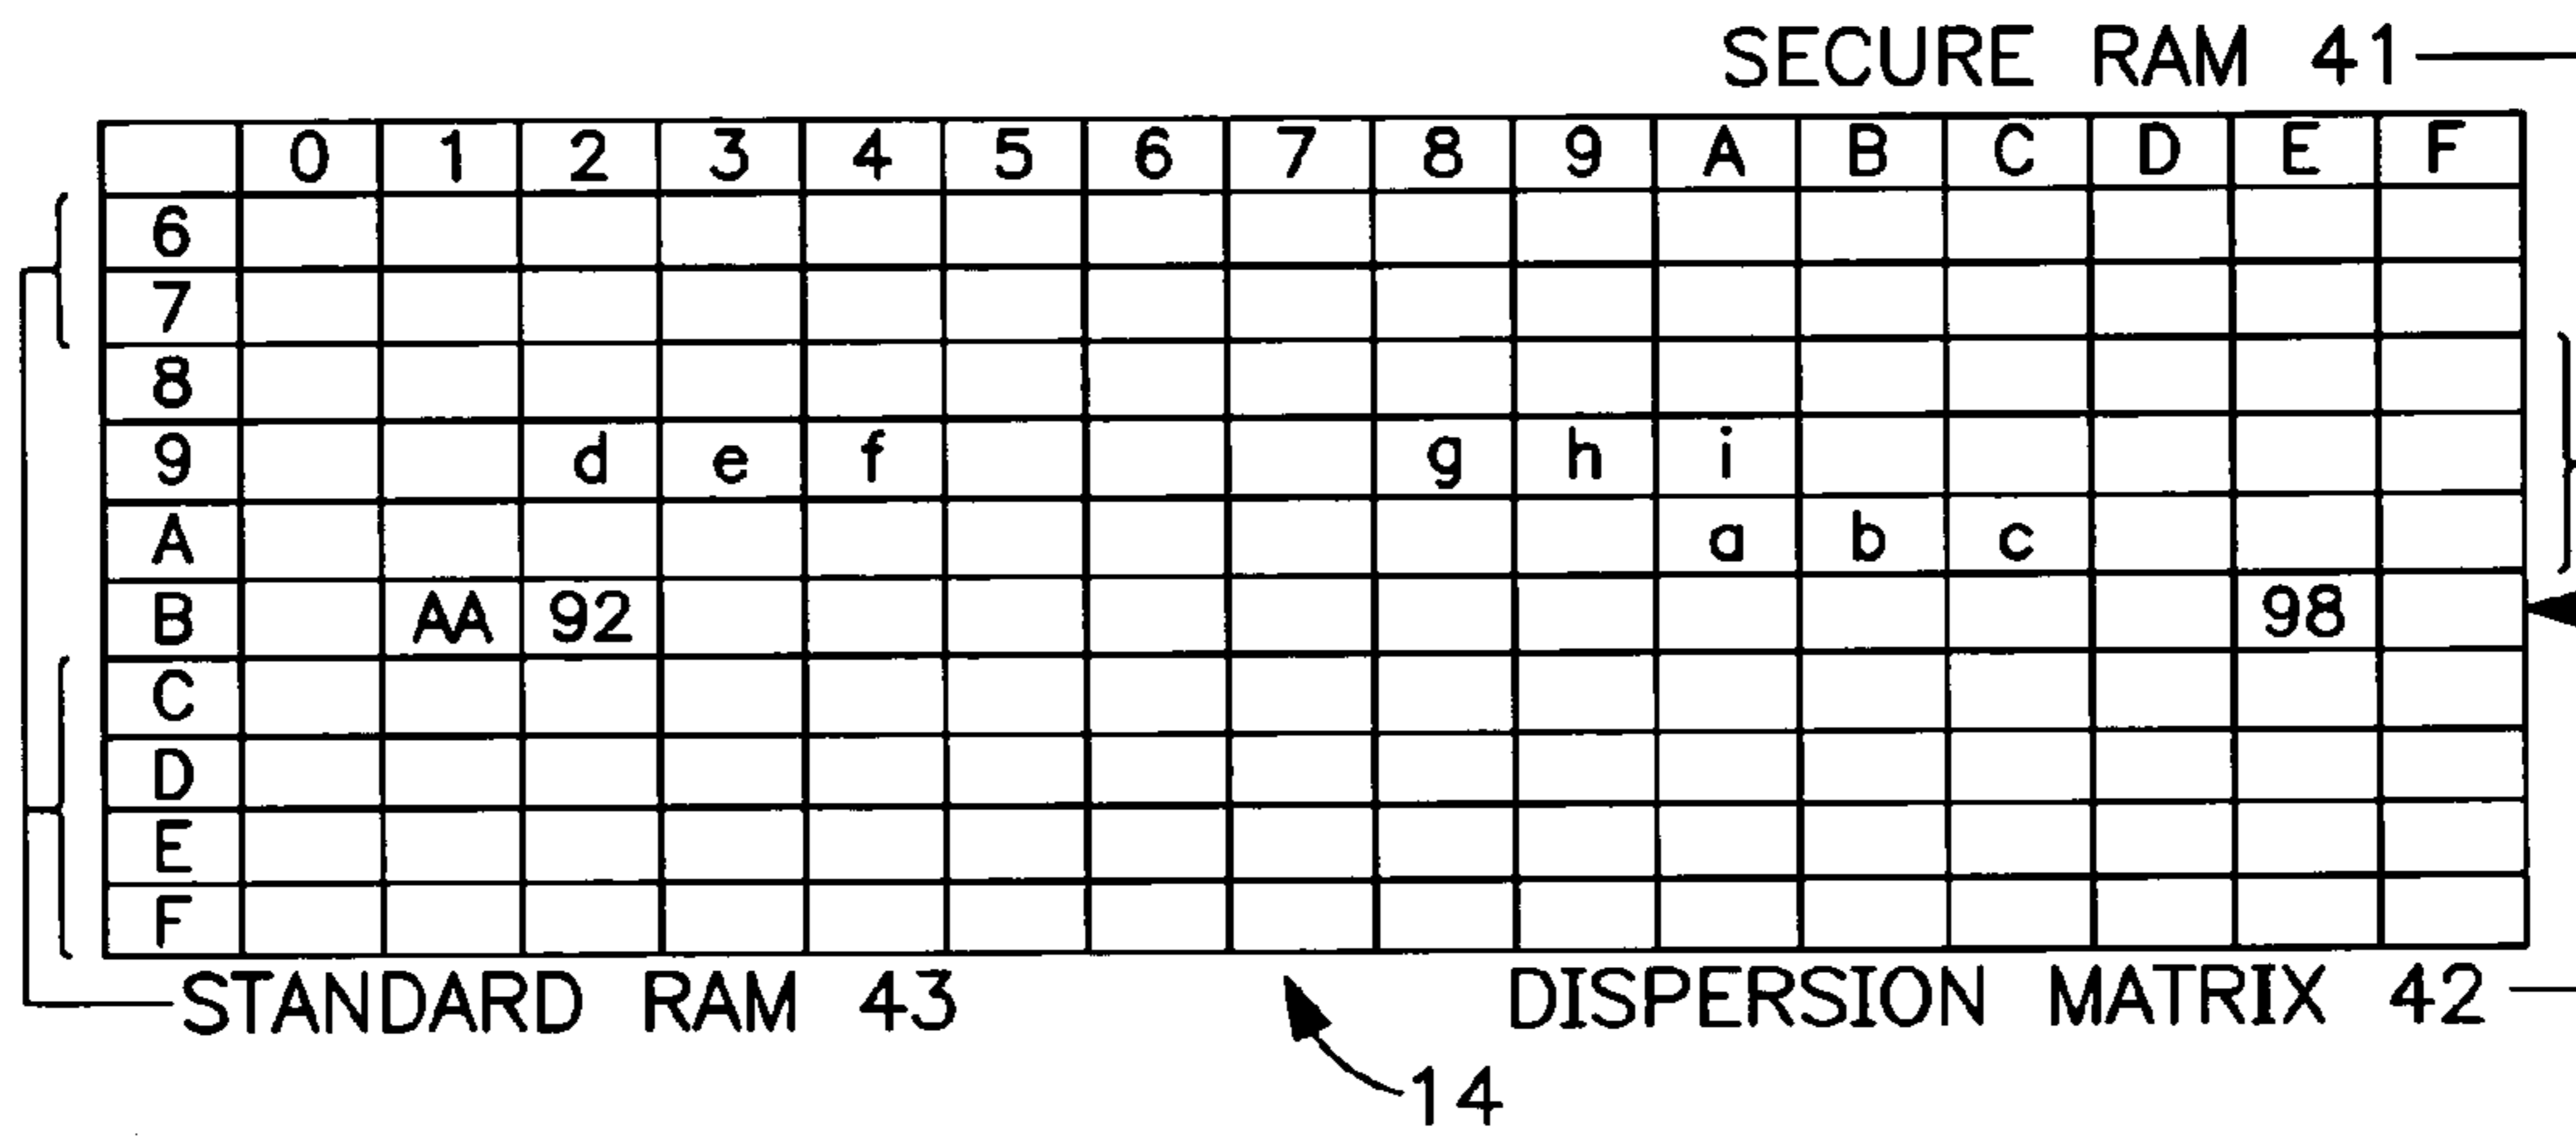 SECURE RAM 41
0 1 2 3 4 5 6 7 8 9 A B C D E F
6
7
8
9 d e f g h i
A a b c
B AA 92 98
C
D
E
F
STANDARD RAM 43 DISPERSION MATRIX 42
14